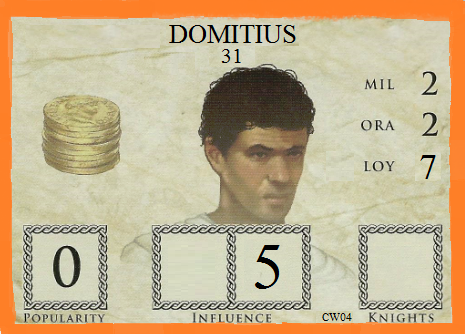 DOMITIUS
31
MIL 2
ORA 2
LOY 7
0 5
POPULARITY INFLUENCE CW04 KNIGHTS